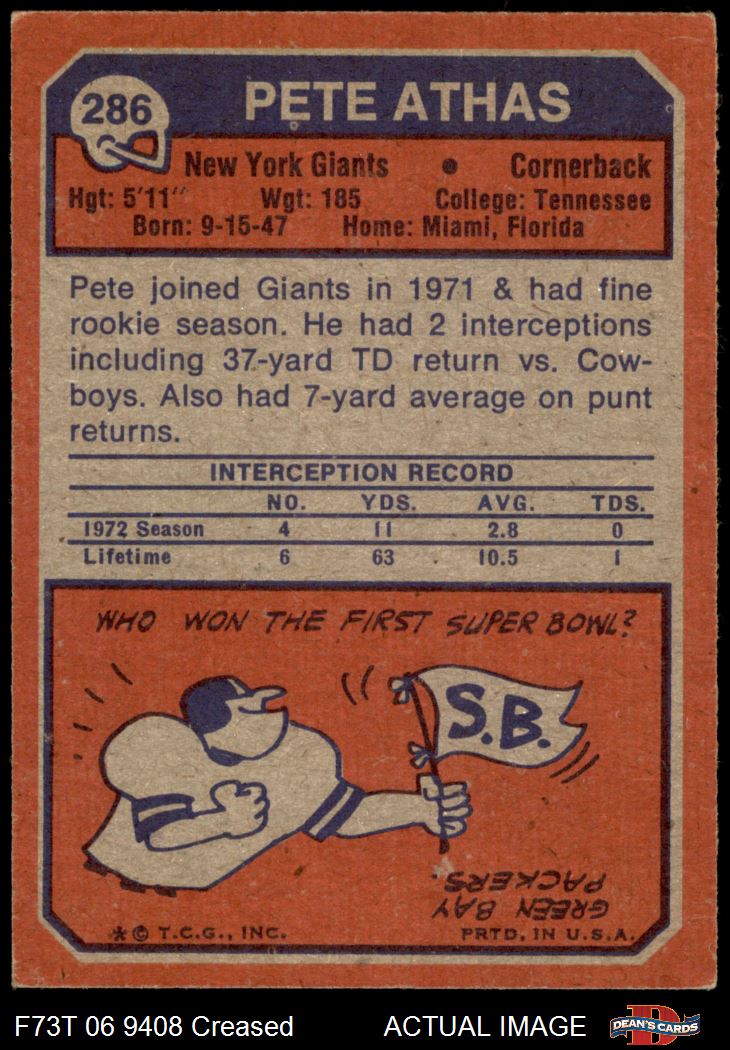 286
PETE ATHAS
New York Giants • Cornerback
Hgt: 5'11" Wgt: 185 College: Tennessee
Born: 9-15-47 Home: Miami, Florida
Pete joined Giants in 1971 & had fine
rookie season. He had 2 interceptions
including 37-yard TD return vs. Cow-
boys. Also had 7-yard average on punt
returns.
INTERCEPTION RECORD
NO. YDS. AVG. TDS.
1972 Season 4 11 2.8 0
Lifetime 6 63 10.5 1
WHO WON THE FIRST SUPER BOWL?
S.B.
GREEN BAY
PACKERS.
* © T.C.G., INC. PRTD. IN U.S.A.
F73T 06 9408 Creased ACTUAL IMAGE
D
DEAN'S CARDS